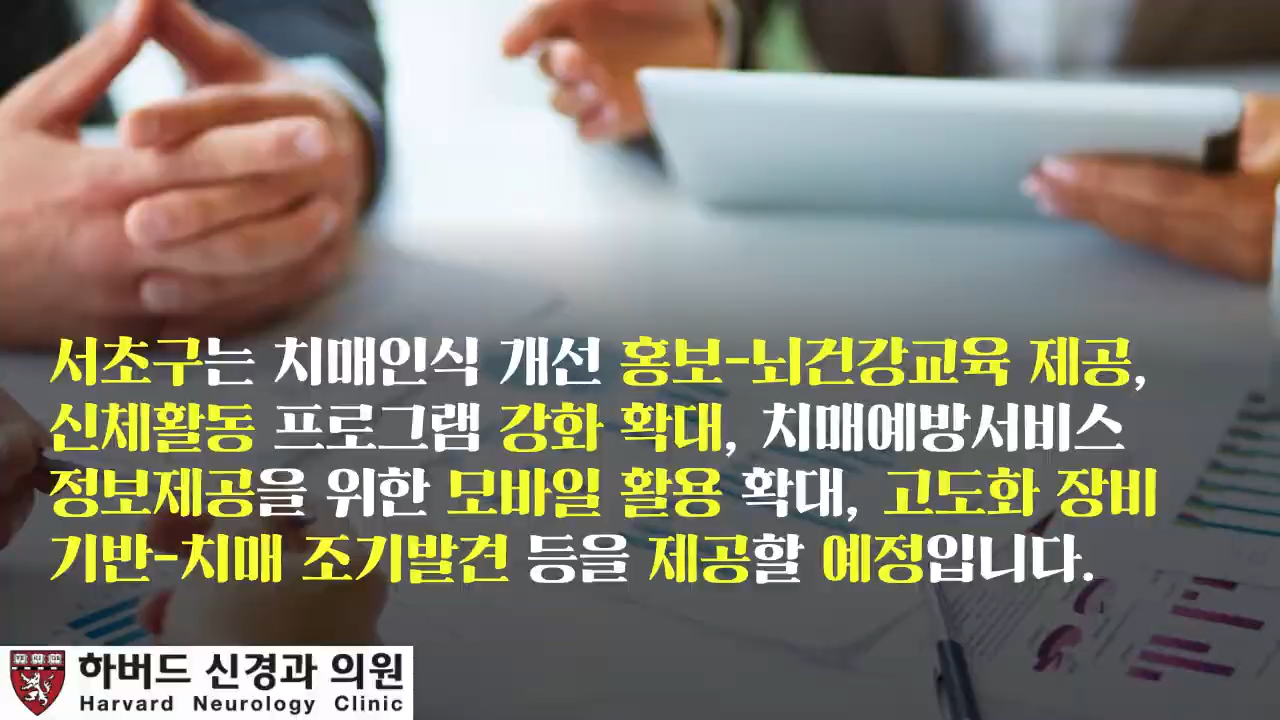 서초구는 치매인식 개선 홍보-뇌건강교육 제공,
신체활동 프로그램 강화 확대, 치매예방서비스
정보제공을 위한 모바일 활용 확대, 고도화 장비
기반-치매 조기발견 등을 제공할 예정입니다.
하버드 신경과 의원
Harvard Neurology Clinic